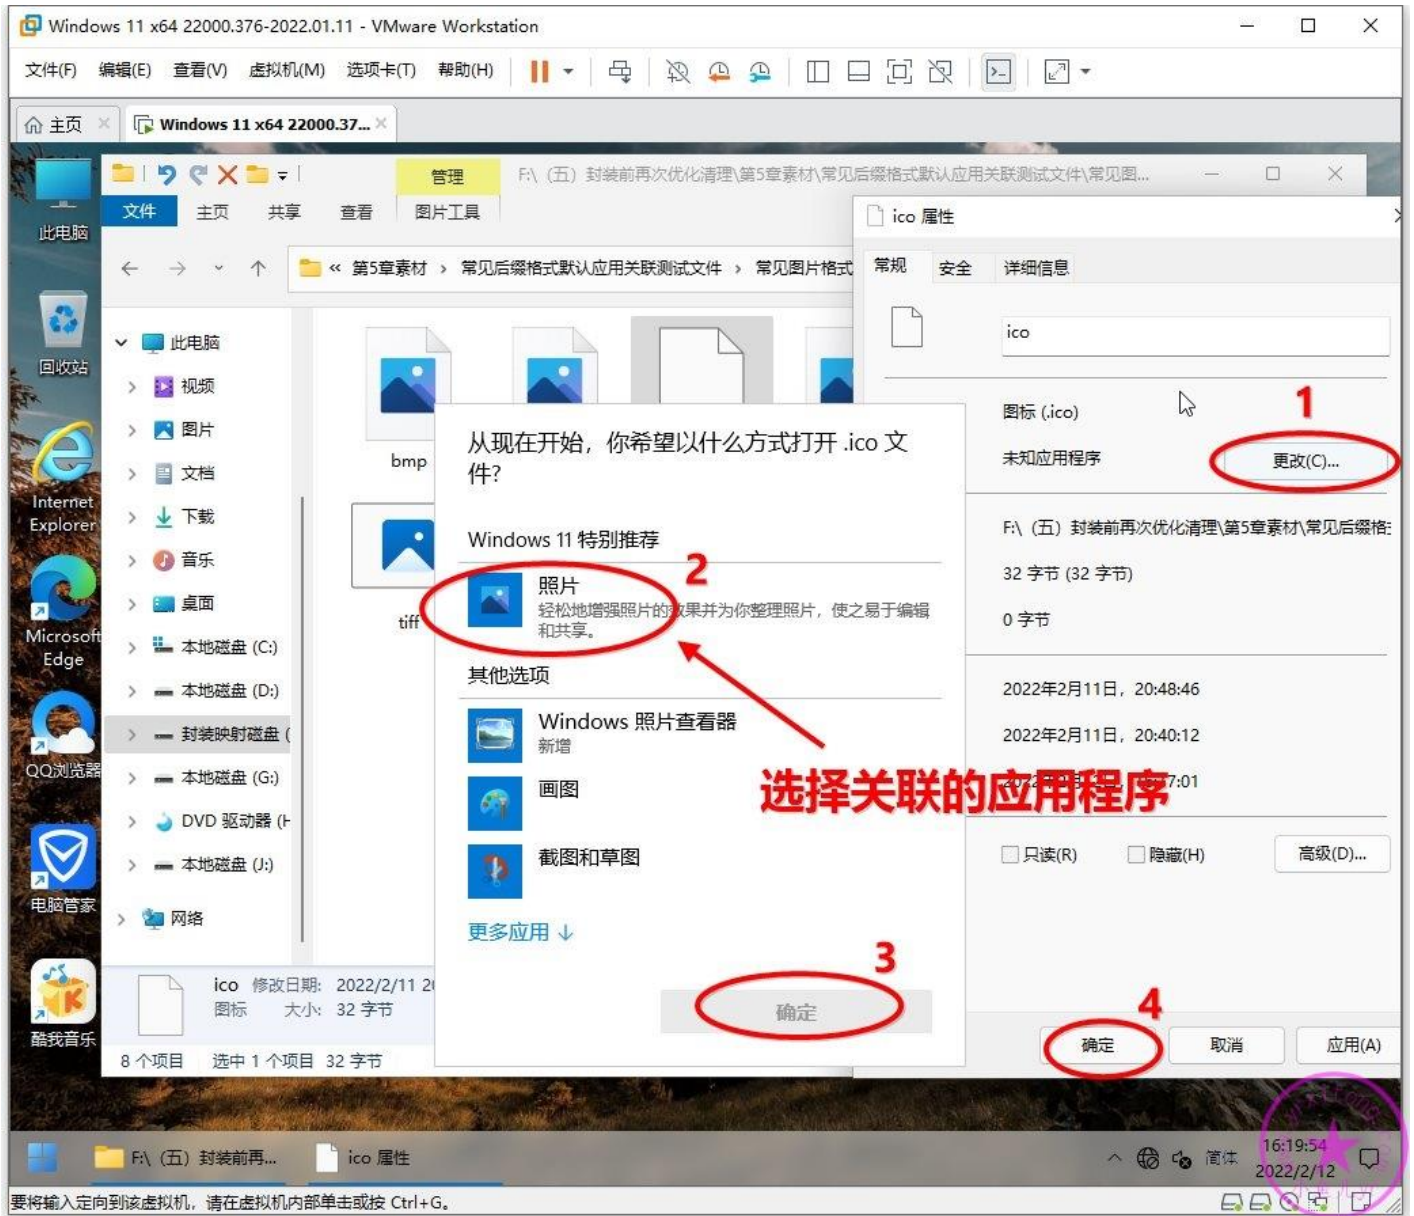 Windows 11 x64 22000.376-2022.01.11 - VMware Workstation
文件(F) 编辑(E) 查看(V) 虚拟机(M) 选项卡(T) 帮助(H)
主页
Windows 11 x64 22000.37...
管理
F:\（五）封装前再次优化清理\第5章素材\常见后缀格式默认应用关联测试文件\常见图...
文件 主页 共享 查看 图片工具
« 第5章素材 › 常见后缀格式默认应用关联测试文件 › 常见图片格式
此电脑
回收站
Internet
Explorer
Microsoft
Edge
QQ浏览器
电脑管家
酷我音乐
此电脑
视频
图片
文档
下载
音乐
桌面
本地磁盘 (C:)
本地磁盘 (D:)
封装映射磁盘 (
本地磁盘 (G:)
DVD 驱动器 (H
本地磁盘 (J:)
网络
bmp
tiff
ico 修改日期: 2022/2/11 2
图标 大小: 32 字节
8 个项目 选中 1 个项目 32 字节
从现在开始，你希望以什么方式打开 .ico 文
件?
Windows 11 特别推荐
2
照片
轻松地增强照片的效果并为你整理照片，使之易于编辑
和共享。
其他选项
Windows 照片查看器
新增
画图
截图和草图
更多应用
3
确定
选择关联的应用程序
ico 属性
常规 安全 详细信息
ico
1
图标 (.ico)
未知应用程序
更改(C)...
F:\（五）封装前再次优化清理\第5章素材\常见后缀格
32 字节 (32 字节)
0 字节
2022年2月11日，20:48:46
2022年2月11日，20:40:12
7:01
只读(R) 隐藏(H) 高级(D)...
4
确定 取消 应用(A)
F:\（五）封装前再...
ico 属性
简体
16:19:54
2022/2/12
要将输入定向到该虚拟机，请在虚拟机内部单击或按 Ctrl+G。